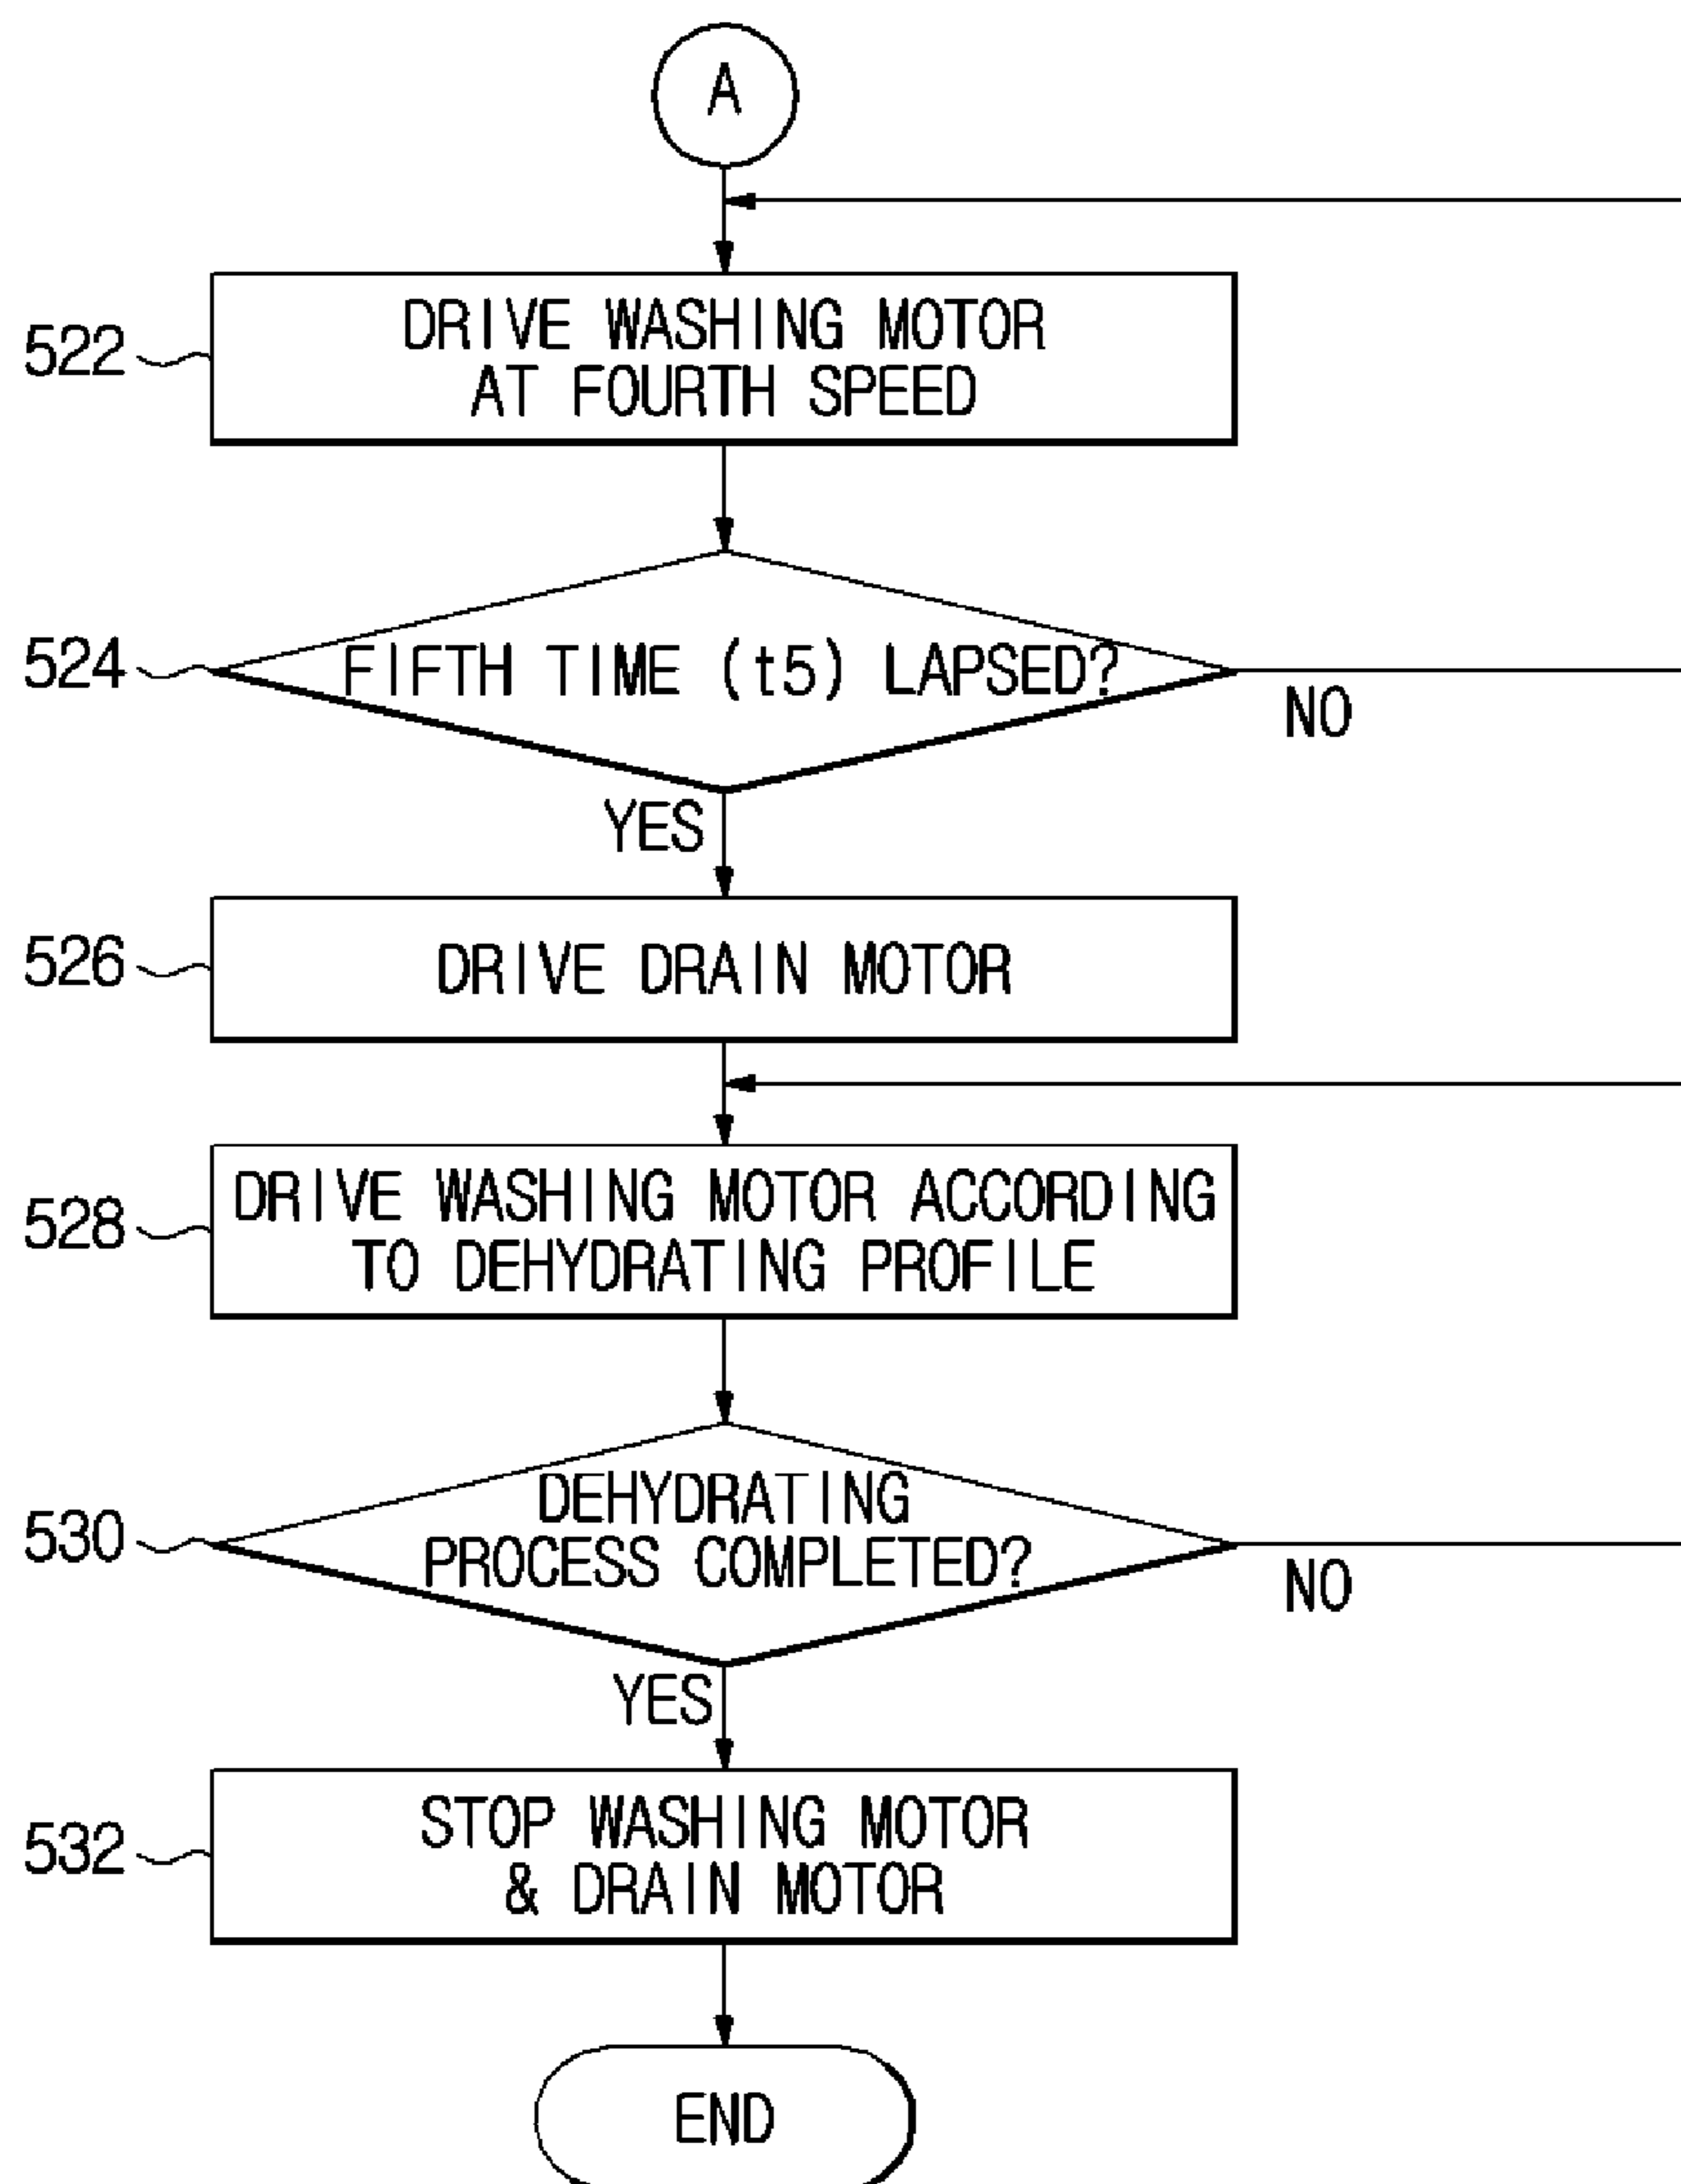 A
522
DRIVE WASHING MOTOR
AT FOURTH SPEED
524
FIFTH TIME (t5) LAPSED?
NO
YES
526
DRIVE DRAIN MOTOR
528
DRIVE WASHING MOTOR ACCORDING
TO DEHYDRATING PROFILE
530
DEHYDRATING
PROCESS COMPLETED?
NO
YES
532
STOP WASHING MOTOR
& DRAIN MOTOR
END